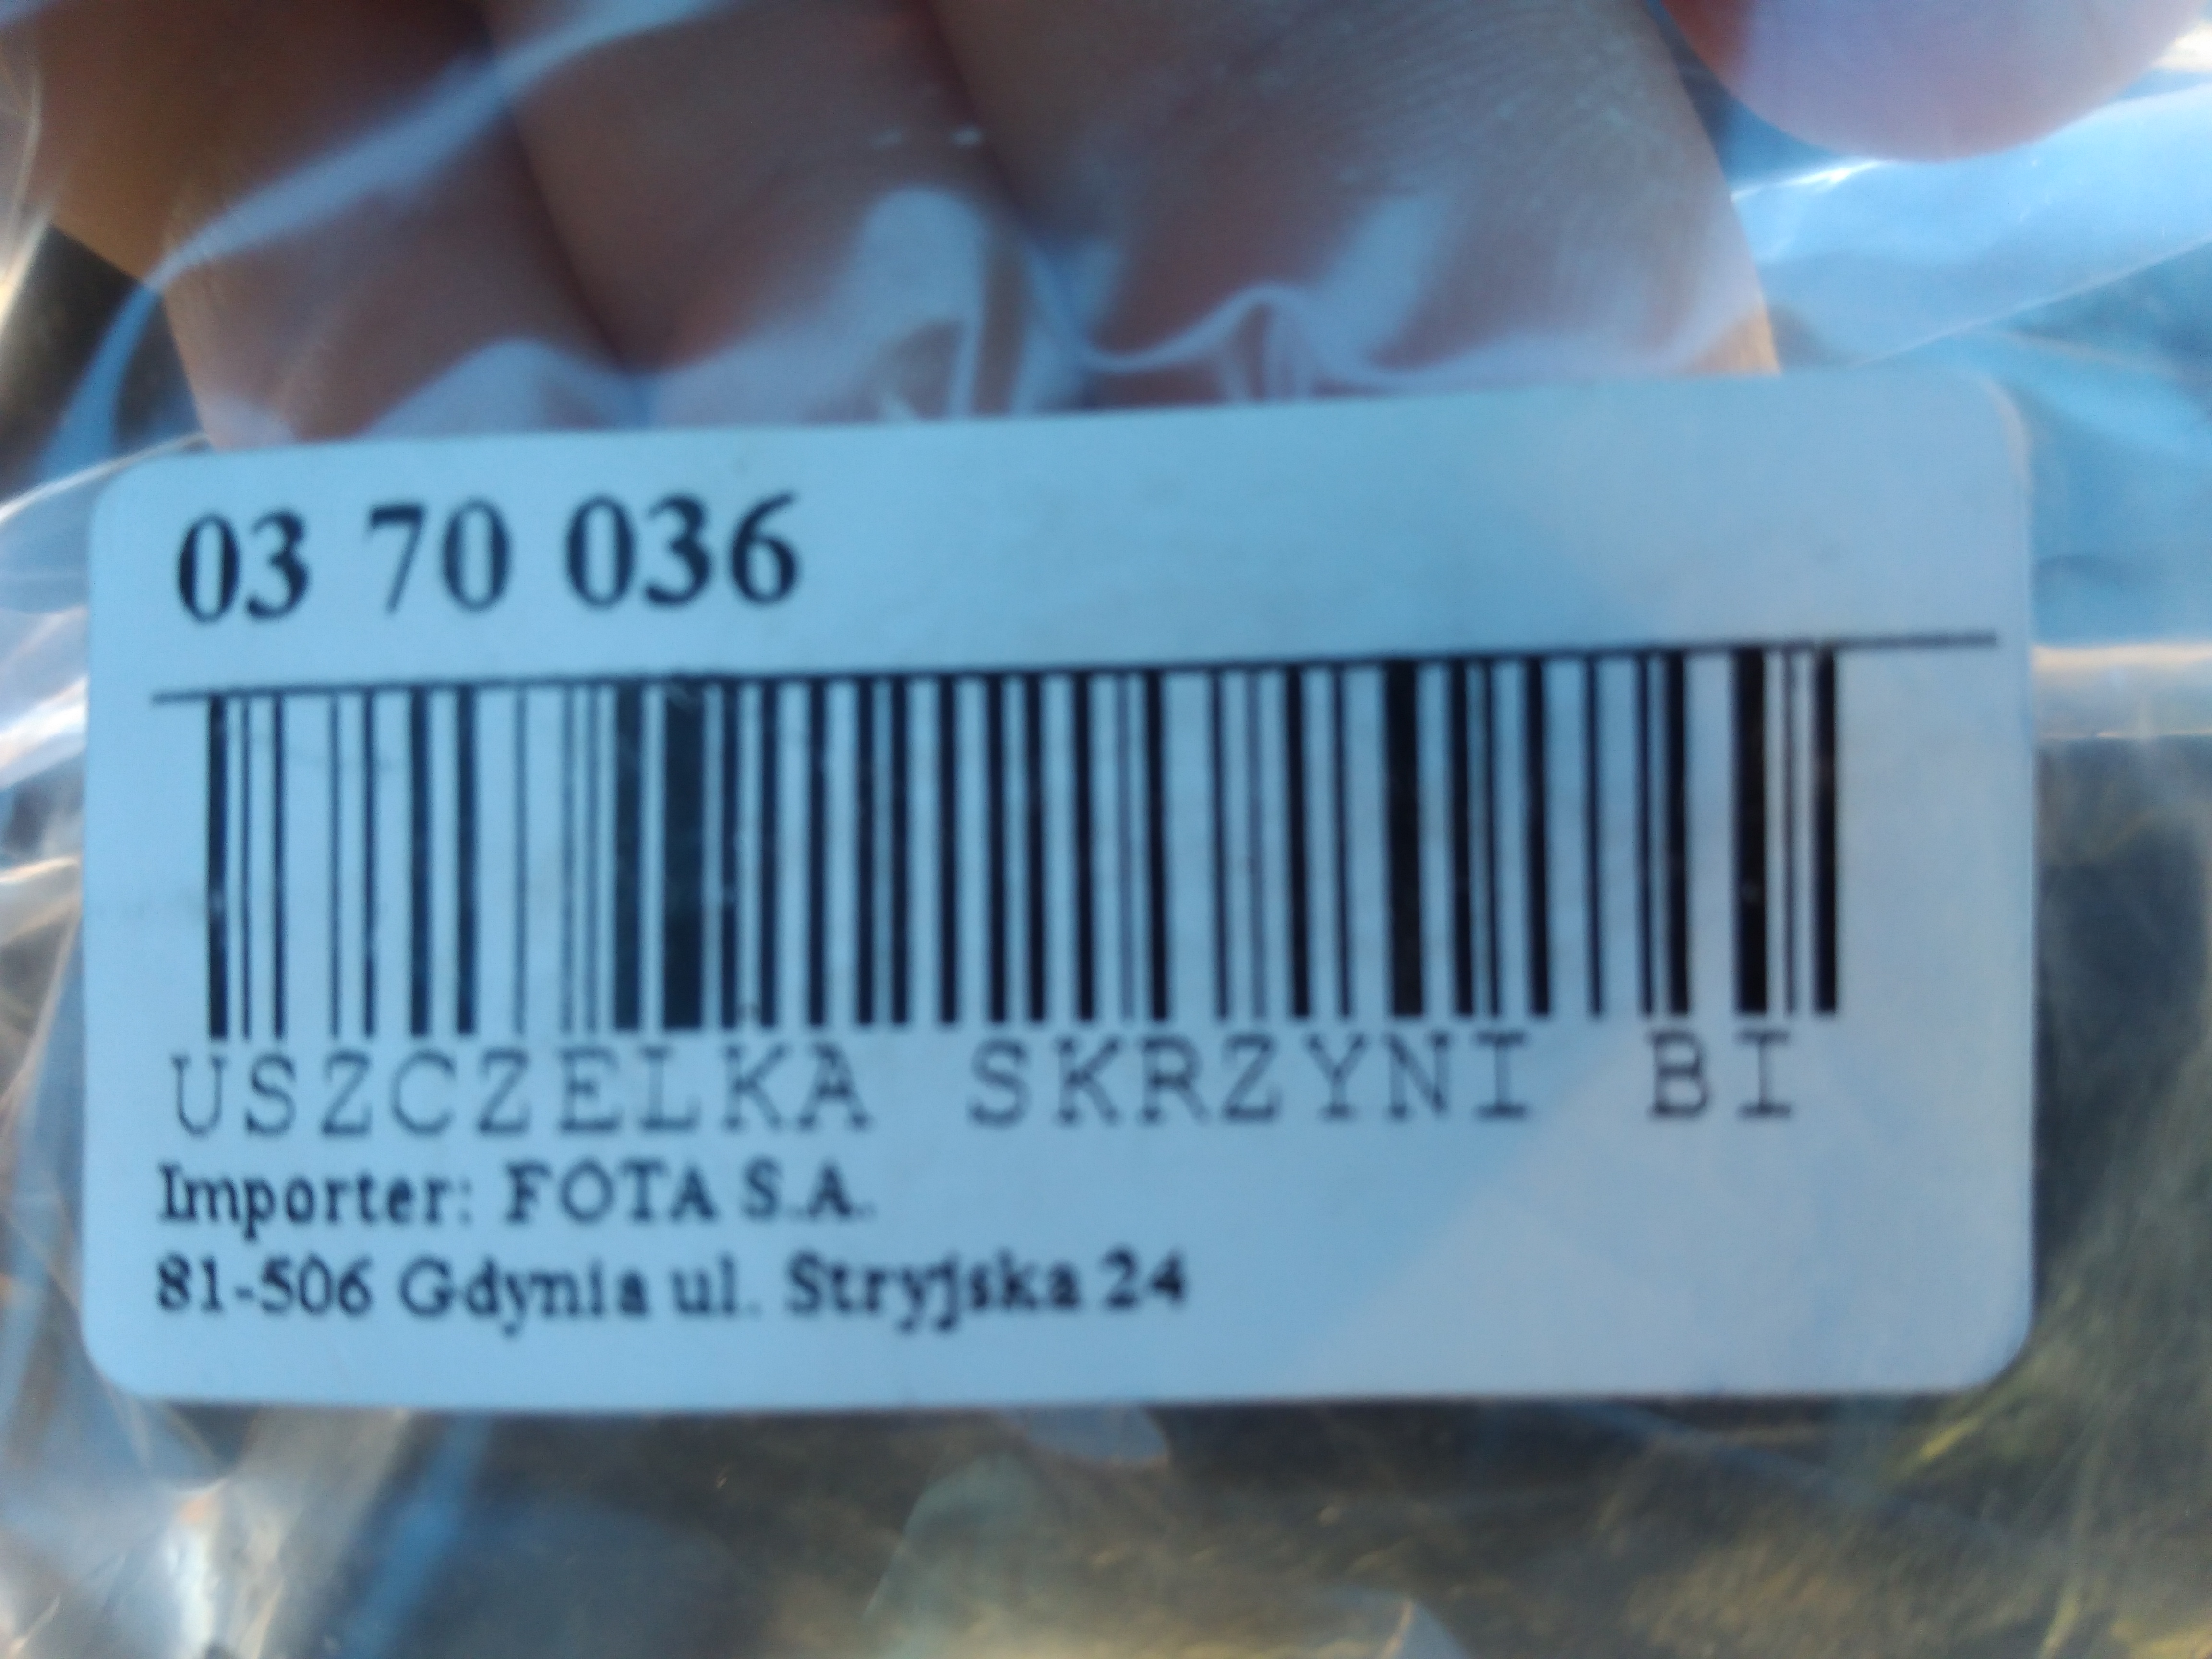 03 70 036
USZCZELKA SKRZYNI BI
Importer: FOTA S.A.
81-506 Gdynia ul. Stryjska 24